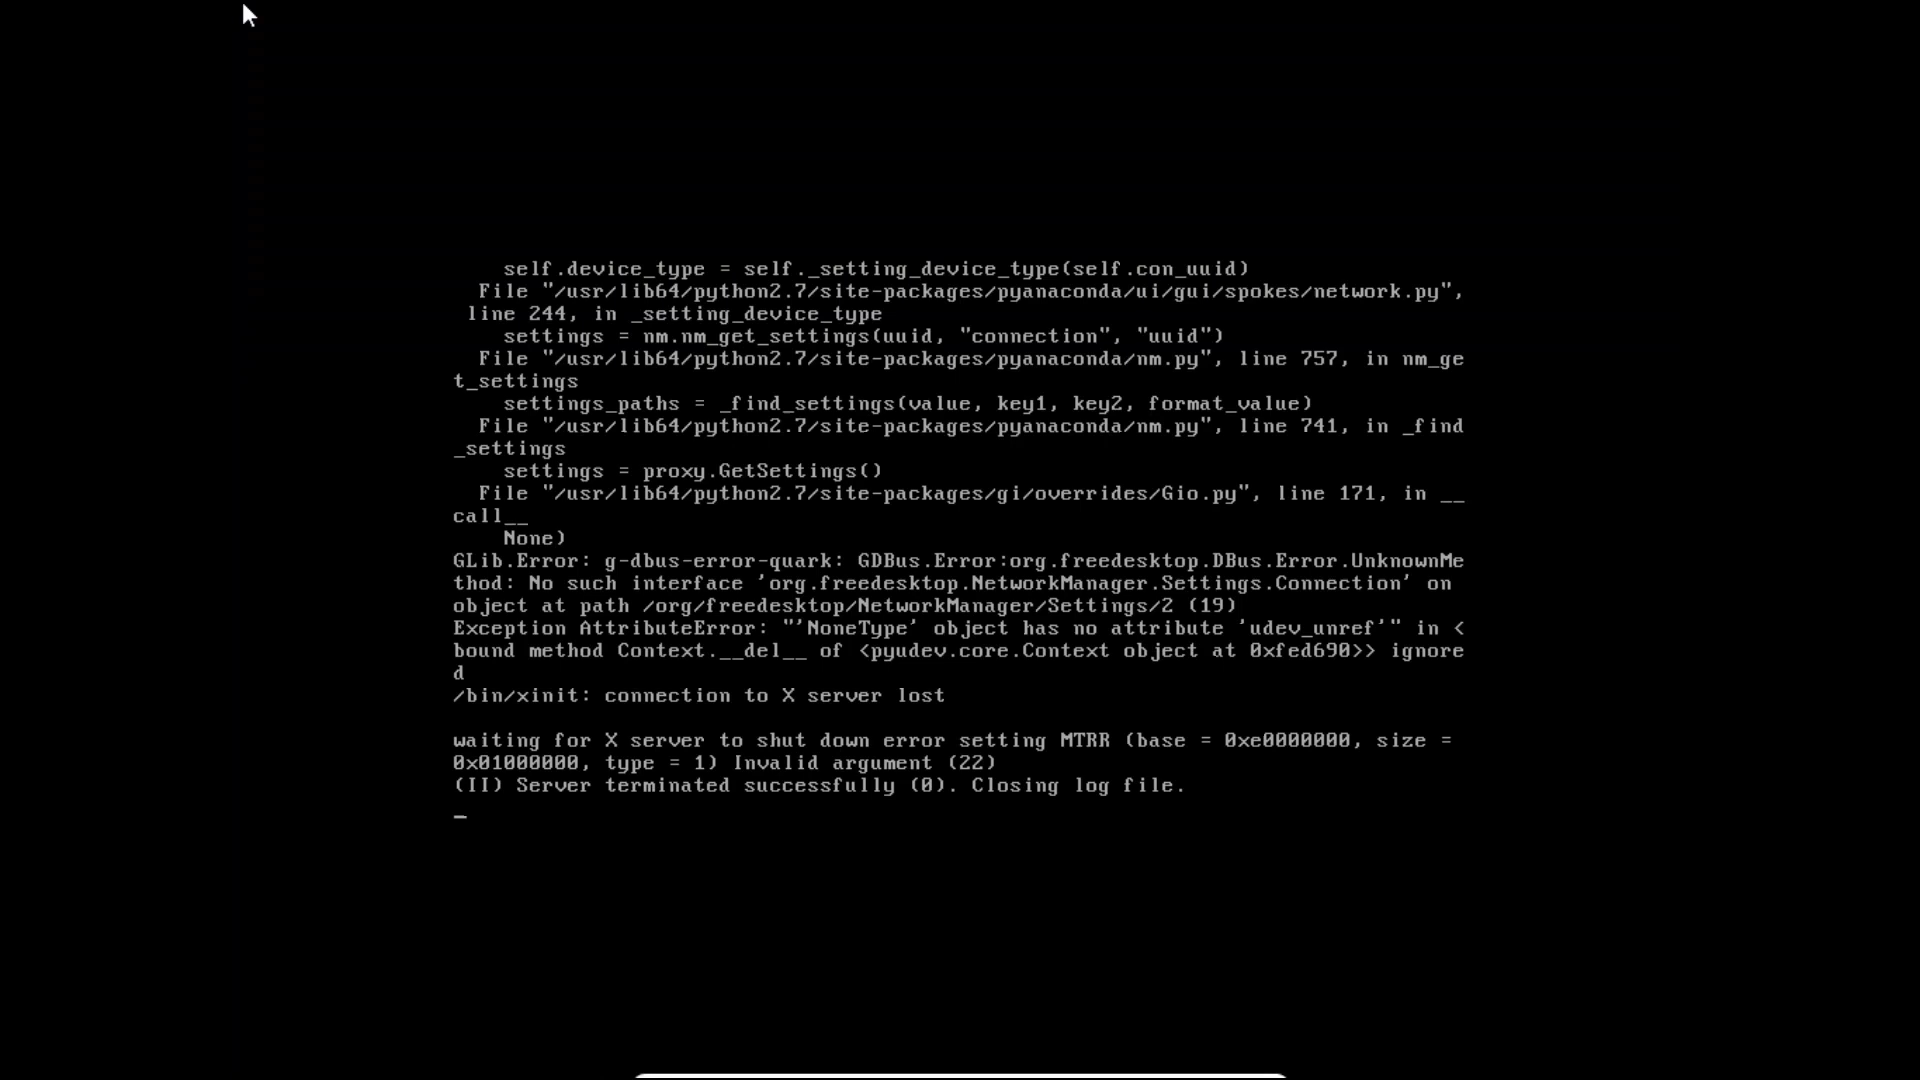 self.device_type = self._setting_device_type(self.con_uuid)
File "/usr/lib64/python2.7/site-packages/pyanaconda/ui/gui/spokes/network.py",
line 244, in _setting_device_type
settings = nm.nm_get_settings(uuid, "connection", "uuid")
File "/usr/lib64/python2.7/site-packages/pyanaconda/nm.py", line 757, in nm_ge
t_settings
settings_paths = _find_settings(value, key1, key2, format_value)
File "/usr/lib64/python2.7/site-packages/pyanaconda/nm.py", line 741, in _find
_settings
settings = proxy.GetSettings()
File "/usr/lib64/python2.7/site-packages/gi/overrides/Gio.py", line 171, in __
call__
None)
GLib.Error: g-dbus-error-quark: GDBus.Error:org.freedesktop.DBus.Error.UnknownMe
thod: No such interface 'org.freedesktop.NetworkManager.Settings.Connection' on
object at path /org/freedesktop/NetworkManager/Settings/2 (19)
Exception AttributeError: "'NoneType' object has no attribute 'udev_unref'" in <
bound method Context.__del__ of <pyudev.core.Context object at 0xfed690>> ignore
d
/bin/xinit: connection to X server lost
waiting for X server to shut down error setting MTRR (base = 0xe0000000, size =
0x01000000, type = 1) Invalid argument (22)
(II) Server terminated successfully (0). Closing log file.